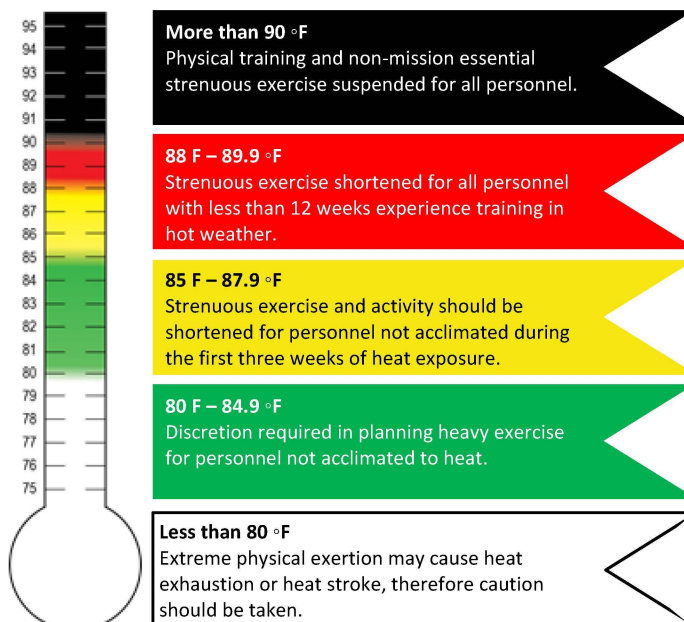 95
94
93
92
91
90
89
88
87
86
85
84
83
82
81
80
79
78
77
76
75
More than 90 °F
Physical training and non-mission essential
strenuous exercise suspended for all personnel.
88 F – 89.9 °F
Strenuous exercise shortened for all personnel
with less than 12 weeks experience training in
hot weather.
85 F – 87.9 °F
Strenuous exercise and activity should be
shortened for personnel not acclimated during
the first three weeks of heat exposure.
80 F – 84.9 °F
Discretion required in planning heavy exercise
for personnel not acclimated to heat.
Less than 80 °F
Extreme physical exertion may cause heat
exhaustion or heat stroke, therefore caution
should be taken.